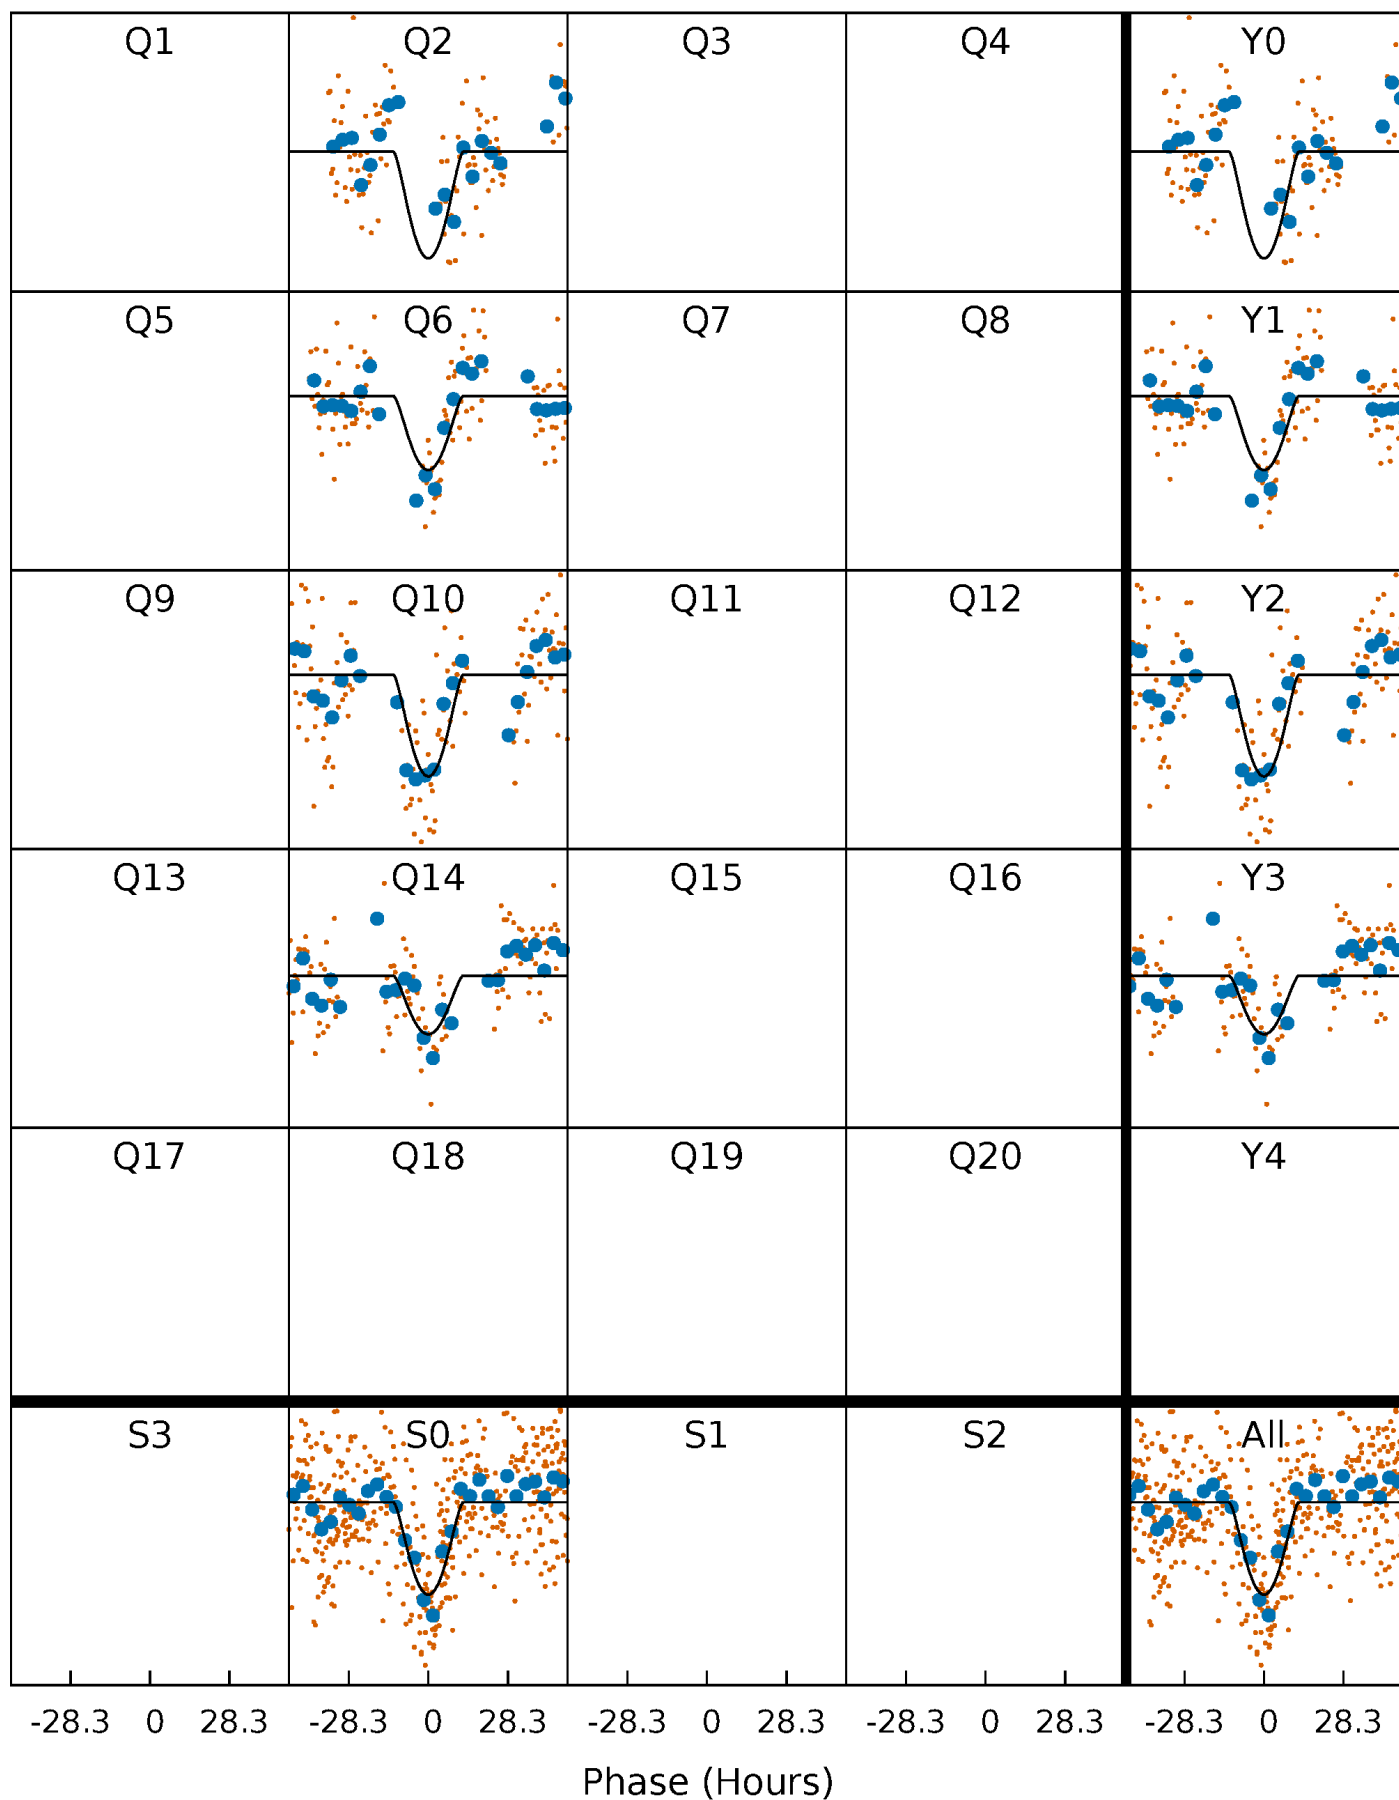 Q1 Q2 Q3 Q4 Y0
Q5 Q6 Q7 Q8 Y1
Q9 Q10 Q11 Q12 Y2
Q13 Q14 Q15 Q16 Y3
Q17 Q18 Q19 Q20 Y4
S3 S0 S1 S2 All
-28.3 0 28.3 -28.3 0 28.3 -28.3 0 28.3 -28.3 0 28.3 -28.3 0 28.3
Phase (Hours)